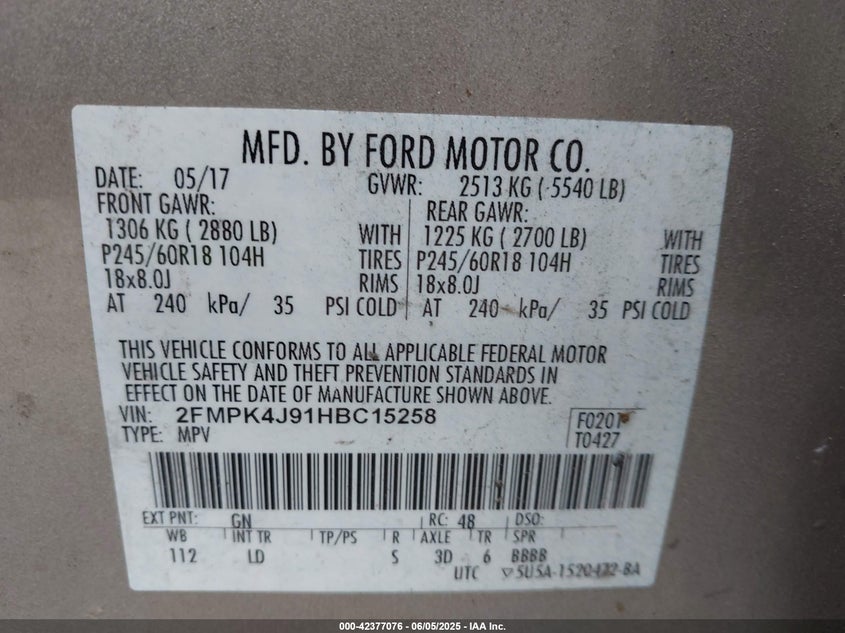 MFD. BY FORD MOTOR CO.
DATE: 05/17 GVWR: 2513 KG ( 5540 LB)
FRONT GAWR: REAR GAWR:
1306 KG ( 2880 LB) WITH 1225 KG ( 2700 LB) WITH
P245/60R18 104H TIRES P245/60R18 104H TIRES
18x8.0J RIMS 18x8.0J RIMS
AT 240 kPa/ 35 PSI COLD AT 240 kPa/ 35 PSI COLD
THIS VEHICLE CONFORMS TO ALL APPLICABLE FEDERAL MOTOR
VEHICLE SAFETY AND THEFT PREVENTION STANDARDS IN
EFFECT ON THE DATE OF MANUFACTURE SHOWN ABOVE.
VIN: 2FMPK4J91HBC15258 F0201
TYPE: MPV T0427
EXT PNT: GN RC: 48 DSO:
WB INT TR TP/PS R AXLE TR SPR
112 LD S 3D 6 BBBB
UTC 5U5A-1520472-BA
000-42377076 - 06/05/2025 - IAA Inc.